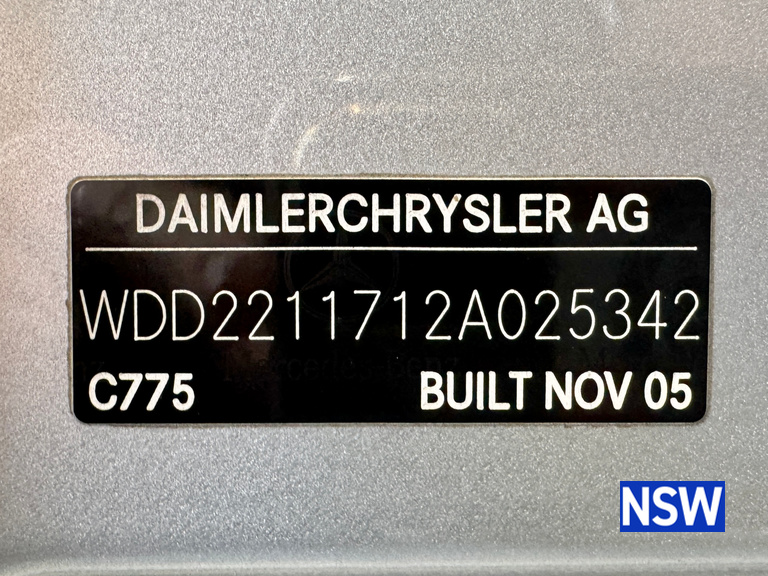 DAIMLERCHRYSLER AG
WDD2211712A025342
C775 BUILT NOV 05
NSW